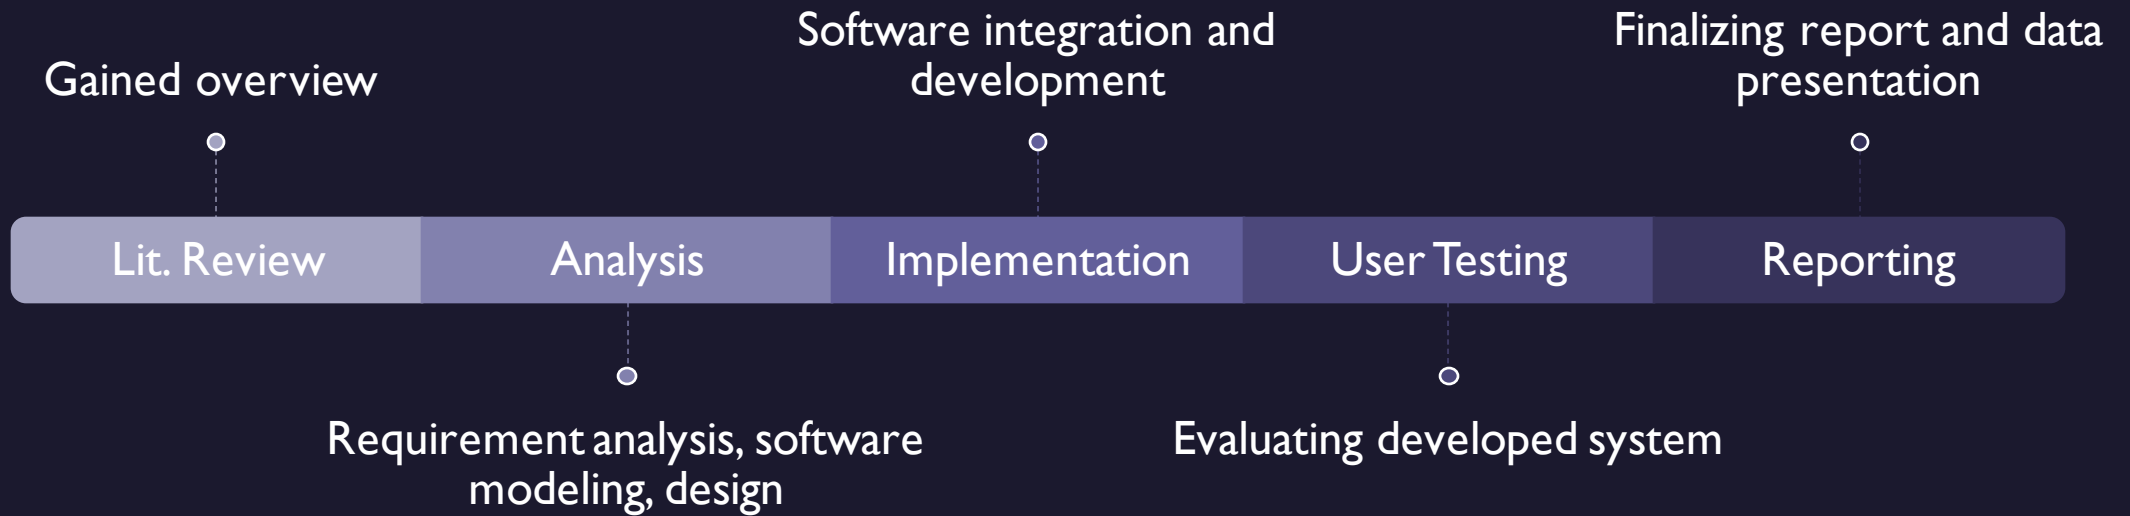 Gained overview
Software integration and
development
Finalizing report and data
presentation
Lit. Review
Analysis
Implementation
User Testing
Reporting
Requirement analysis, software
modeling, design
Evaluating developed system